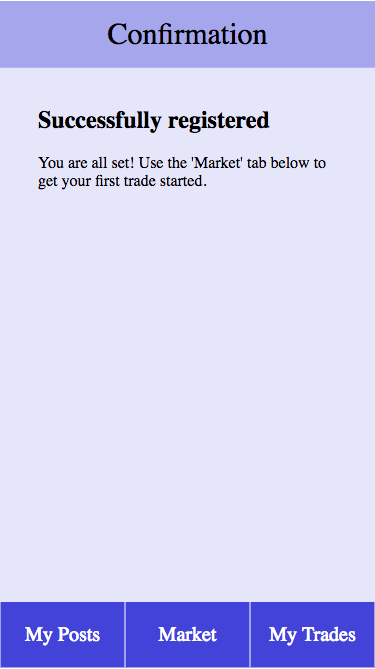 Confirmation
Successfully registered
You are all set! Use the 'Market' tab below to
get your first trade started.
My Posts
Market
My Trades